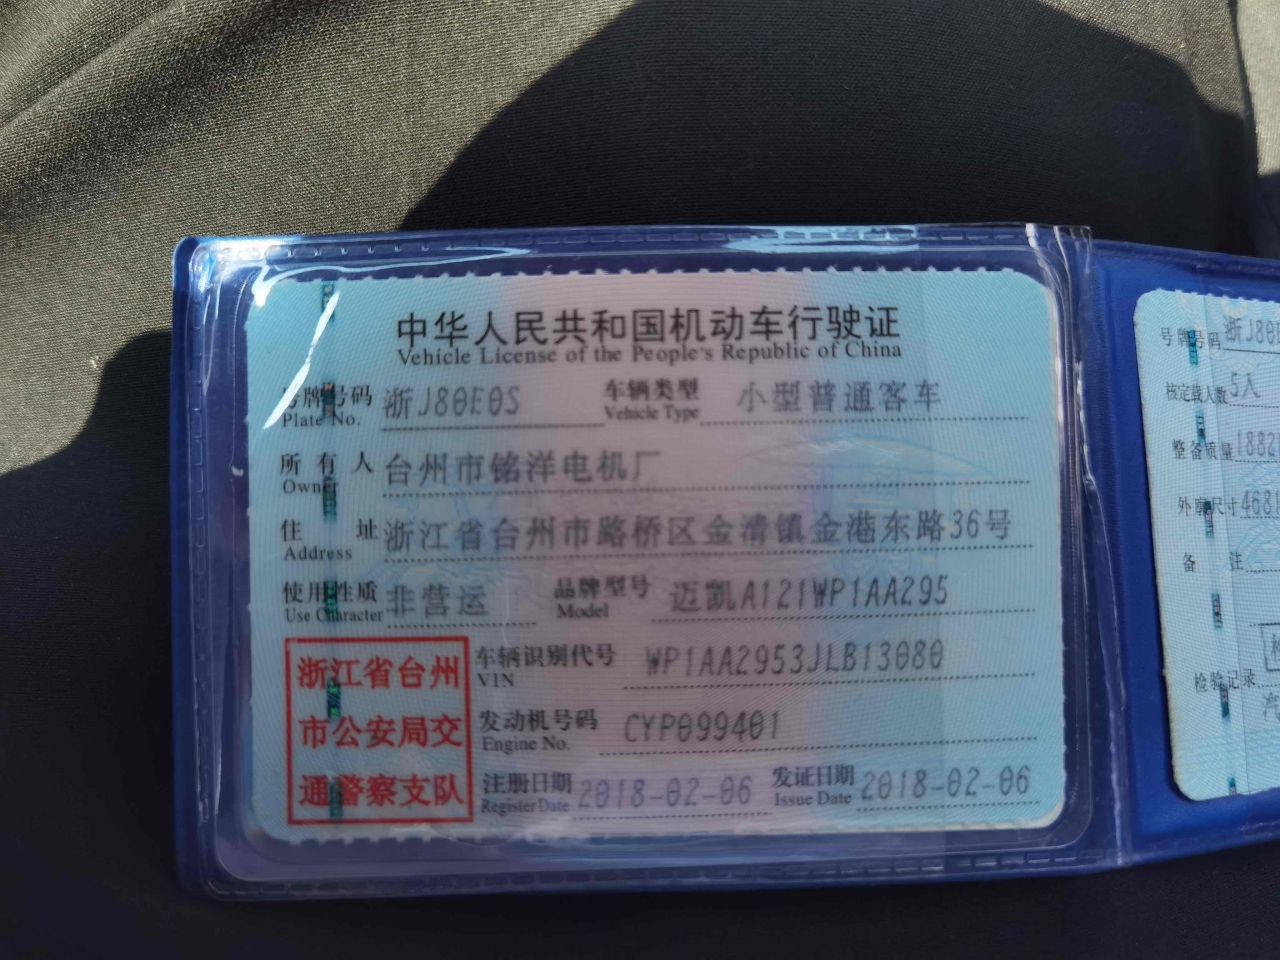 中华人民共和国机动车行驶证
Vehicle License of the People's Republic of China
号牌号码 浙J80E0S 车辆类型 小型普通客车
Plate No. Vehicle Type
所有人 台州市铭洋电机厂
Owner
住址 浙江省台州市路桥区金清镇金港东路36号
Address
使用性质 非营运 品牌型号 迈凯A121WP1AA295
Use Character Model
浙江省台州
市公安局交
通警察支队
车辆识别代号 WP1AA2953JLB13080
VIN
发动机号码 CYP099401
Engine No.
注册日期 2018-02-06 发证日期 2018-02-06
Register Date Issue Date
号牌号码 浙J80
核定载人数 5人
整备质量 1882
外廓尺寸 468
备注
检验记录